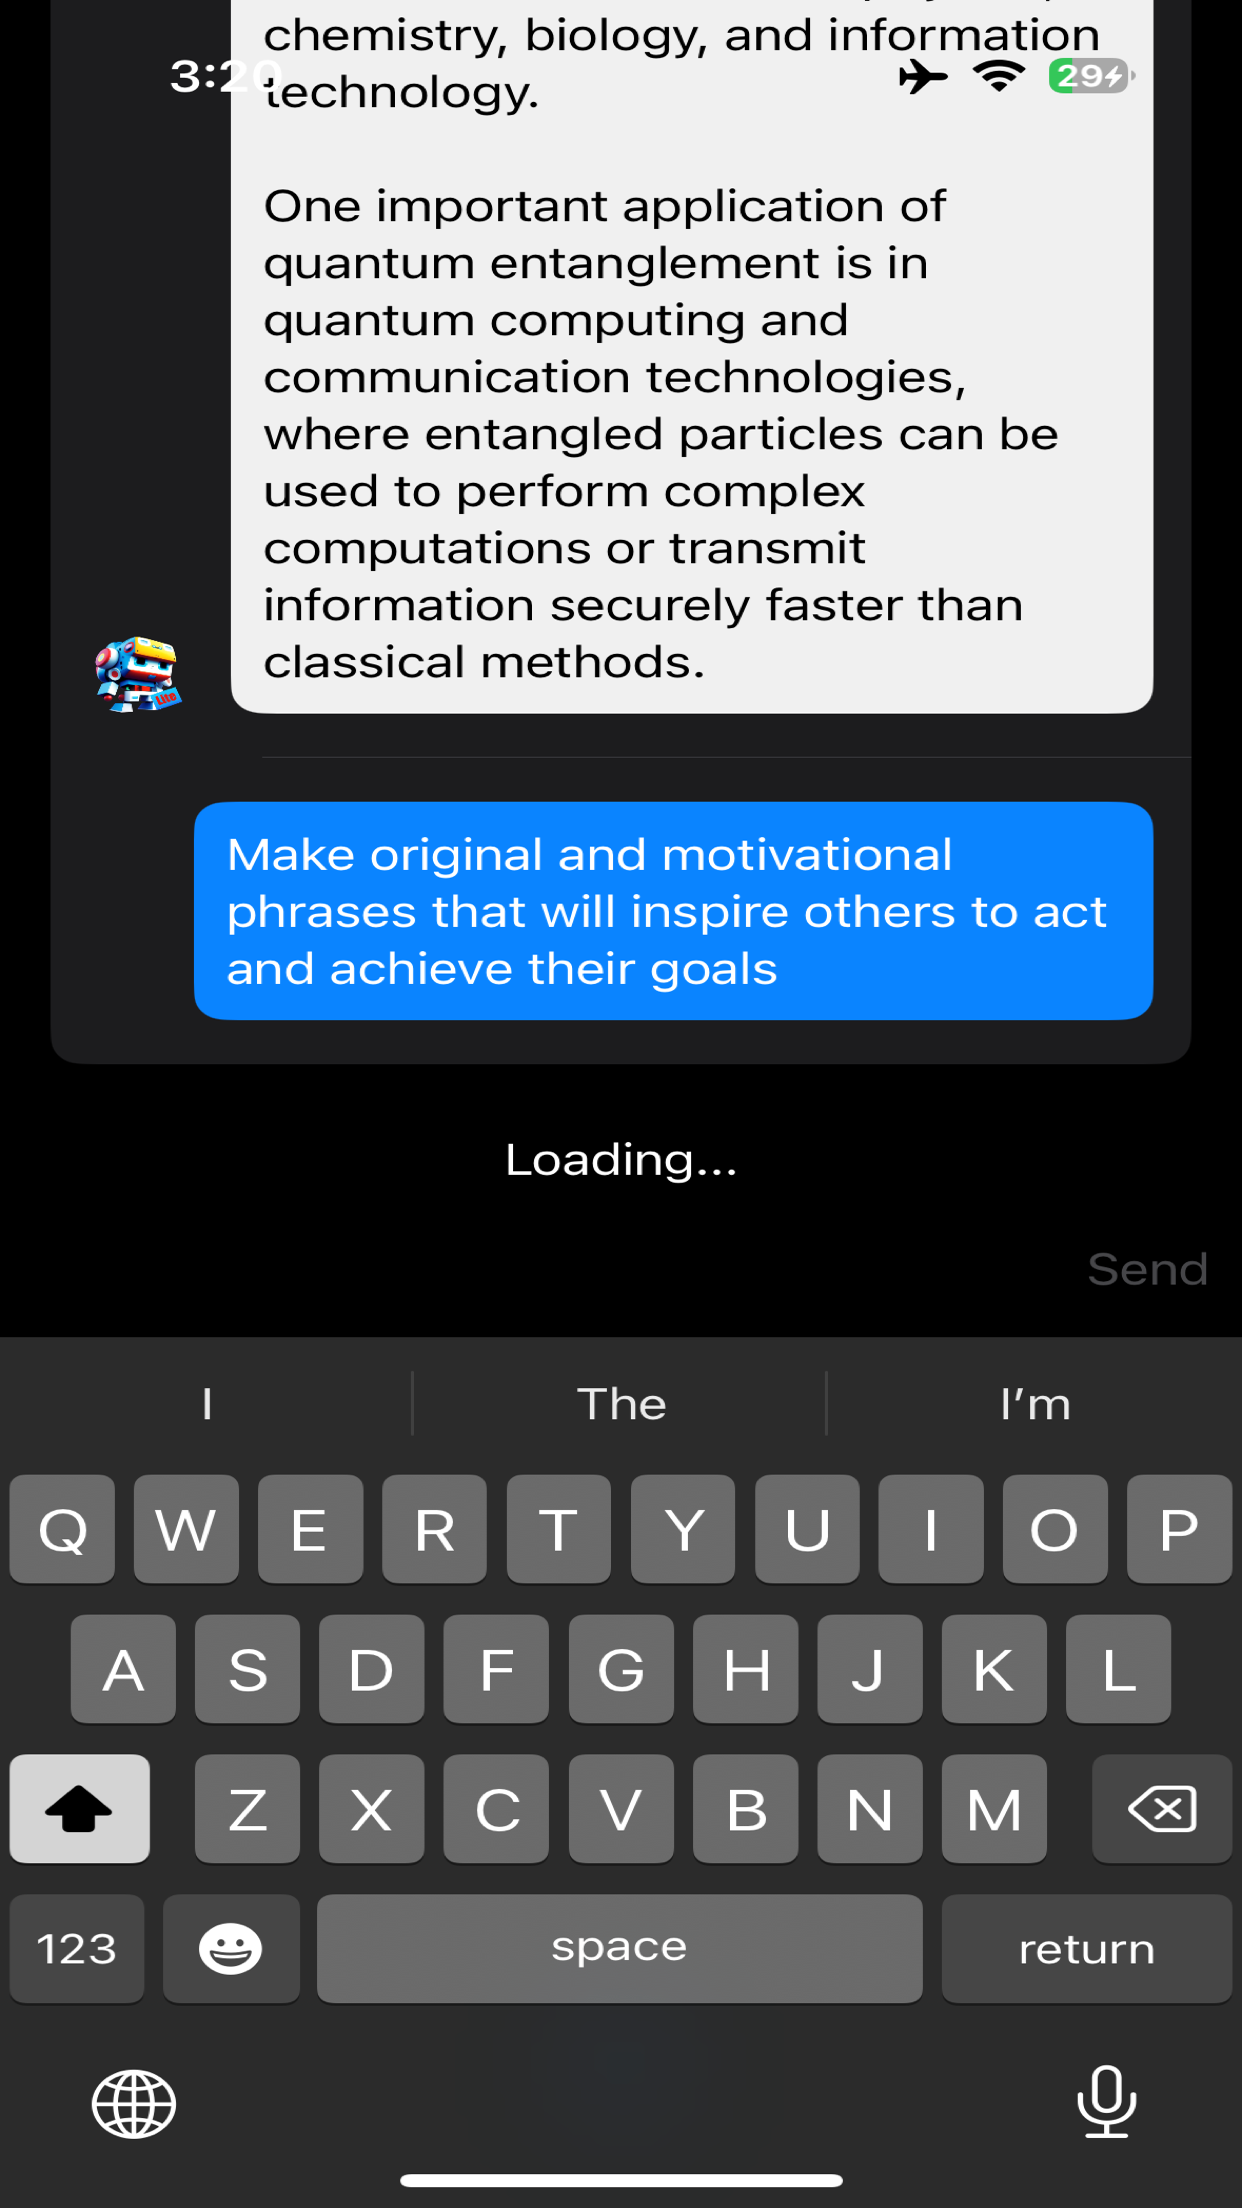 chemistry, biology, and information
3:20
technology.
29
One important application of
quantum entanglement is in
quantum computing and
communication technologies,
where entangled particles can be
used to perform complex
computations or transmit
information securely faster than
classical methods.
Lite
Make original and motivational
phrases that will inspire others to act
and achieve their goals
Loading...
Send
I
The
I'm
Q W E R T Y U I O P
A S D F G H J K L
Z X C V B N M
123
space
return